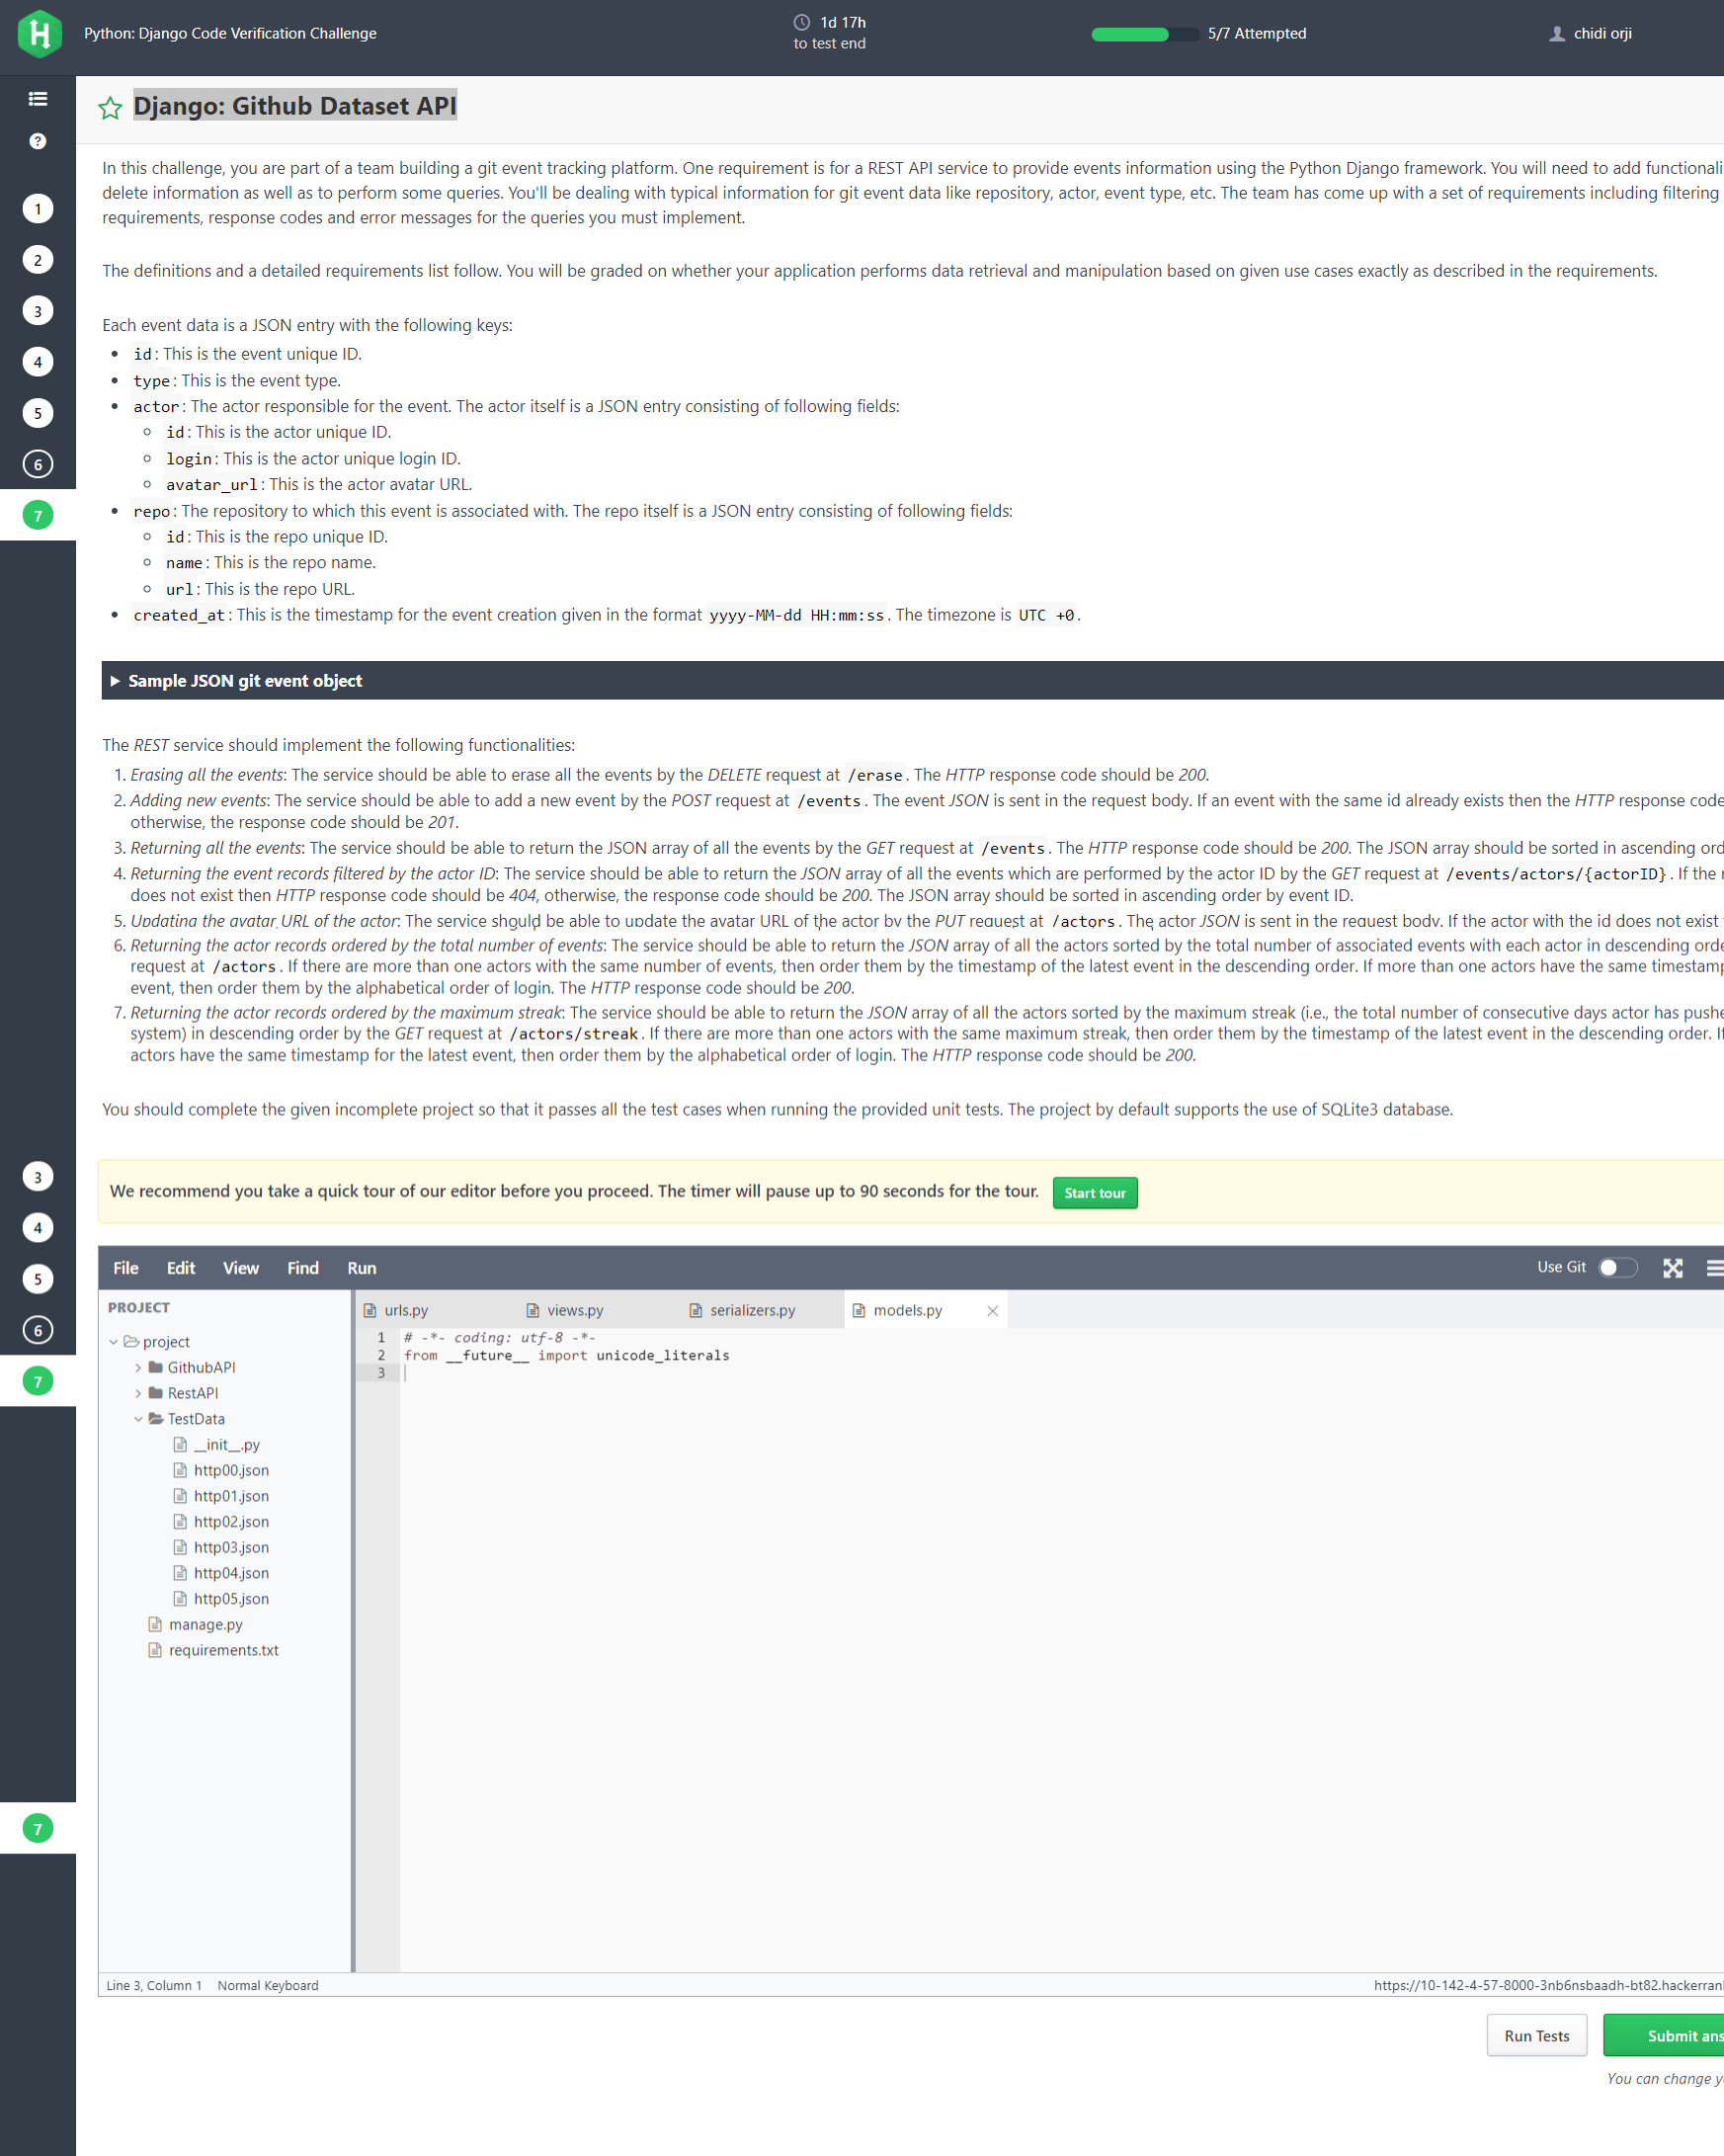 Python: Django Code Verification Challenge
1d 17h
to test end
5/7 Attempted
chidi orji
Django: Github Dataset API
In this challenge, you are part of a team building a git event tracking platform. One requirement is for a REST API service to provide events information using the Python Django framework. You will need to add functionali
delete information as well as to perform some queries. You'll be dealing with typical information for git event data like repository, actor, event type, etc. The team has come up with a set of requirements including filtering
requirements, response codes and error messages for the queries you must implement.
The definitions and a detailed requirements list follow. You will be graded on whether your application performs data retrieval and manipulation based on given use cases exactly as described in the requirements.
Each event data is a JSON entry with the following keys:
id: This is the event unique ID.
type: This is the event type.
actor: The actor responsible for the event. The actor itself is a JSON entry consisting of following fields:
id: This is the actor unique ID.
login: This is the actor unique login ID.
avatar_url: This is the actor avatar URL.
repo: The repository to which this event is associated with. The repo itself is a JSON entry consisting of following fields:
id: This is the repo unique ID.
name: This is the repo name.
url: This is the repo URL.
created_at: This is the timestamp for the event creation given in the format yyyy-MM-dd HH:mm:ss. The timezone is UTC +0.
Sample JSON git event object
The REST service should implement the following functionalities:
1. Erasing all the events: The service should be able to erase all the events by the DELETE request at /erase. The HTTP response code should be 200.
2. Adding new events: The service should be able to add a new event by the POST request at /events. The event JSON is sent in the request body. If an event with the same id already exists then the HTTP response code
otherwise, the response code should be 201.
3. Returning all the events: The service should be able to return the JSON array of all the events by the GET request at /events. The HTTP response code should be 200. The JSON array should be sorted in ascending ord
4. Returning the event records filtered by the actor ID: The service should be able to return the JSON array of all the events which are performed by the actor ID by the GET request at /events/actors/{actorID}. If the r
does not exist then HTTP response code should be 404, otherwise, the response code should be 200. The JSON array should be sorted in ascending order by event ID.
5. Updating the avatar URL of the actor: The service should be able to update the avatar URL of the actor by the PUT request at /actors. The actor JSON is sent in the request body. If the actor with the id does not exist
6. Returning the actor records ordered by the total number of events: The service should be able to return the JSON array of all the actors sorted by the total number of associated events with each actor in descending orde
request at /actors. If there are more than one actors with the same number of events, then order them by the timestamp of the latest event in the descending order. If more than one actors have the same timestamp
event, then order them by the alphabetical order of login. The HTTP response code should be 200.
7. Returning the actor records ordered by the maximum streak: The service should be able to return the JSON array of all the actors sorted by the maximum streak (i.e., the total number of consecutive days actor has pushe
system) in descending order by the GET request at /actors/streak. If there are more than one actors with the same maximum streak, then order them by the timestamp of the latest event in the descending order. If
actors have the same timestamp for the latest event, then order them by the alphabetical order of login. The HTTP response code should be 200.
You should complete the given incomplete project so that it passes all the test cases when running the provided unit tests. The project by default supports the use of SQLite3 database.
We recommend you take a quick tour of our editor before you proceed. The timer will pause up to 90 seconds for the tour.
Start tour
File Edit View Find Run
Use Git
PROJECT
project
GithubAPI
RestAPI
TestData
__init__.py
http00.json
http01.json
http02.json
http03.json
http04.json
http05.json
manage.py
requirements.txt
urls.py
views.py
serializers.py
models.py
1 # -*- coding: utf-8 -*-
2 from __future__ import unicode_literals
3
Line 3, Column 1 Normal Keyboard
https://10-142-4-57-8000-3nb6nsbaadh-bt82.hackerran
Run Tests
Submit ans
You can change y
1
2
3
4
5
6
7
3
4
5
6
7
7